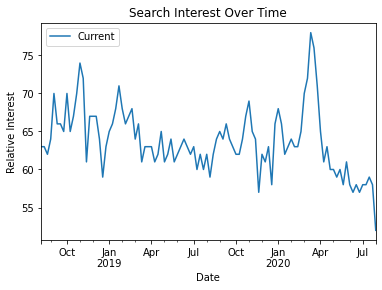 Search Interest Over Time
Current
Relative Interest
75
70
65
60
55
Oct
Jan
2019
Apr
Jul
Oct
Jan
2020
Apr
Jul
Date